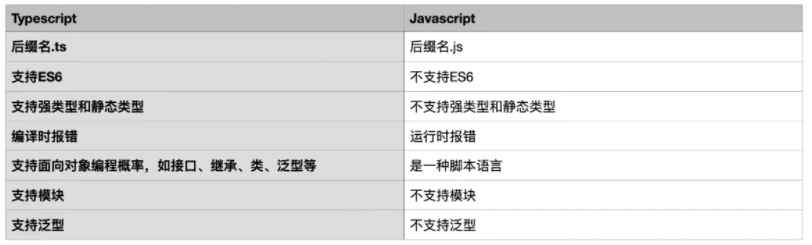 Typescript Javascript
后缀名.ts 后缀名.js
支持ES6 不支持ES6
支持强类型和静态类型 不支持强类型和静态类型
编译时报错 运行时报错
支持面向对象编程概率，如接口、继承、类、泛型等 是一种脚本语言
支持模块 不支持模块
支持泛型 不支持泛型